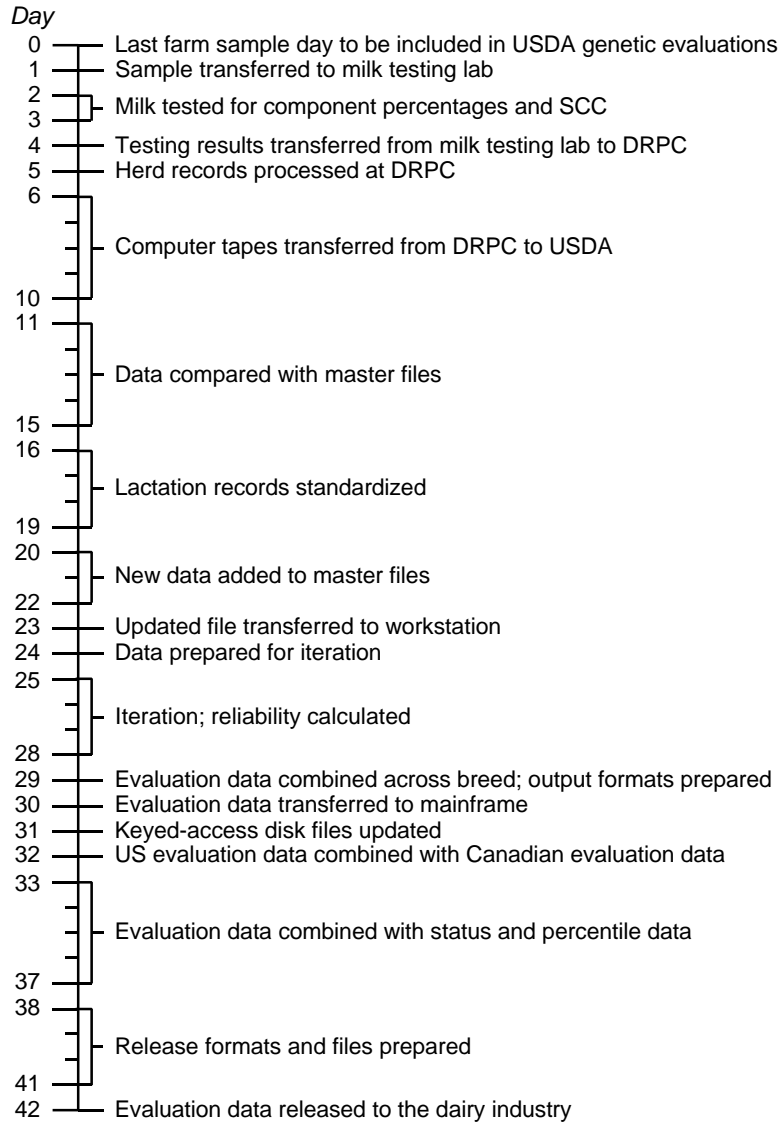 Day
0 Last farm sample day to be included in USDA genetic evaluations
1 Sample transferred to milk testing lab
2
Milk tested for component percentages and SCC
3
4 Testing results transferred from milk testing lab to DRPC
5 Herd records processed at DRPC
6
Computer tapes transferred from DRPC to USDA
10
11
Data compared with master files
15
16
Lactation records standardized
19
20
New data added to master files
22
23 Updated file transferred to workstation
24 Data prepared for iteration
25
Iteration; reliability calculated
28
29 Evaluation data combined across breed; output formats prepared
30 Evaluation data transferred to mainframe
31 Keyed-access disk files updated
32 US evaluation data combined with Canadian evaluation data
33
Evaluation data combined with status and percentile data
37
38
Release formats and files prepared
41
42 Evaluation data released to the dairy industry